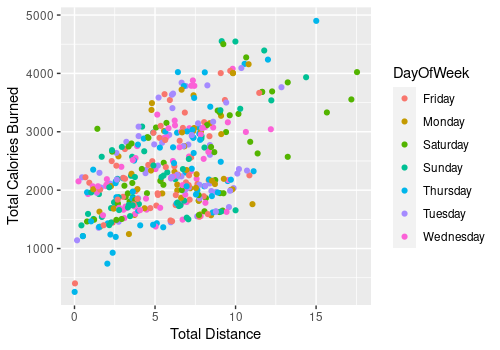 5000
4000
3000
2000
1000
0
5
10
15
Total Distance
Total Calories Burned
DayOfWeek
Friday
Monday
Saturday
Sunday
Thursday
Tuesday
Wednesday